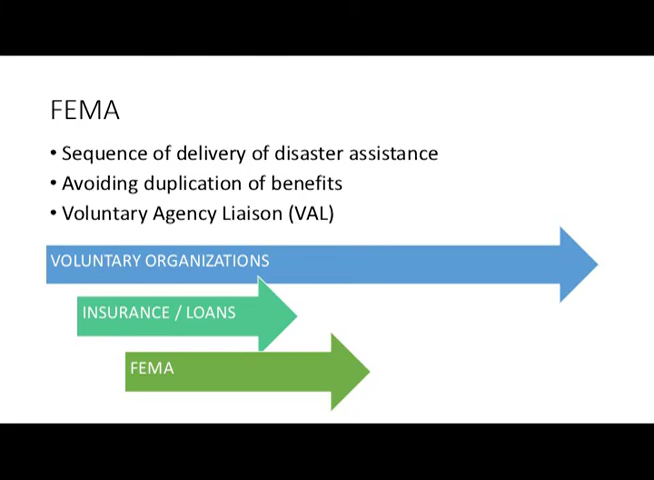 FEMA
• Sequence of delivery of disaster assistance
• Avoiding duplication of benefits
• Voluntary Agency Liaison (VAL)
VOLUNTARY ORGANIZATIONS
INSURANCE / LOANS
FEMA